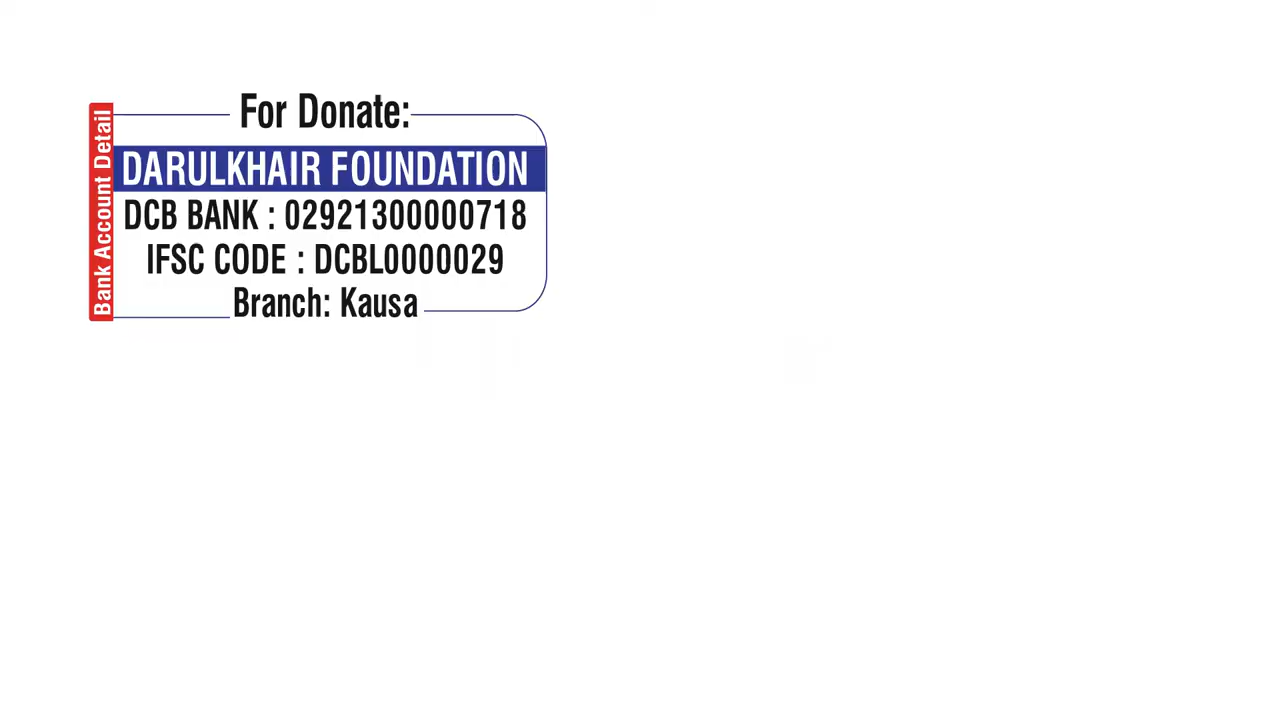 For Donate:
Bank Account Detail
DARULKHAIR FOUNDATION
DCB BANK : 02921300000718
IFSC CODE : DCBL0000029
Branch: Kausa